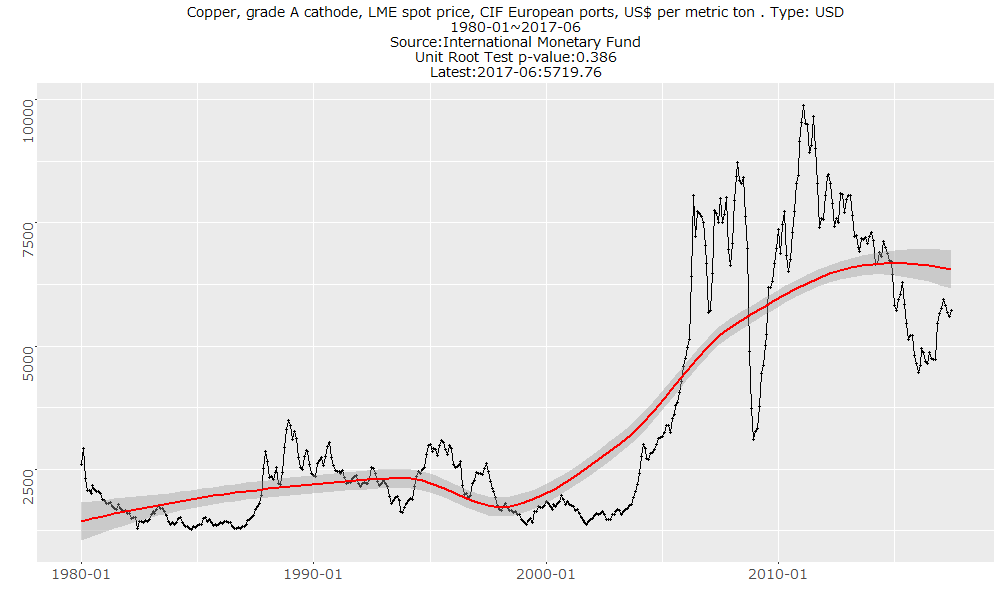 Copper, grade A cathode, LME spot price, CIF European ports, US$ per metric ton . Type: USD
1980-01~2017-06
Source:International Monetary Fund
Unit Root Test p-value:0.386
Latest:2017-06:5719.76
10000
7500
5000
2500
1980-01
1990-01
2000-01
2010-01